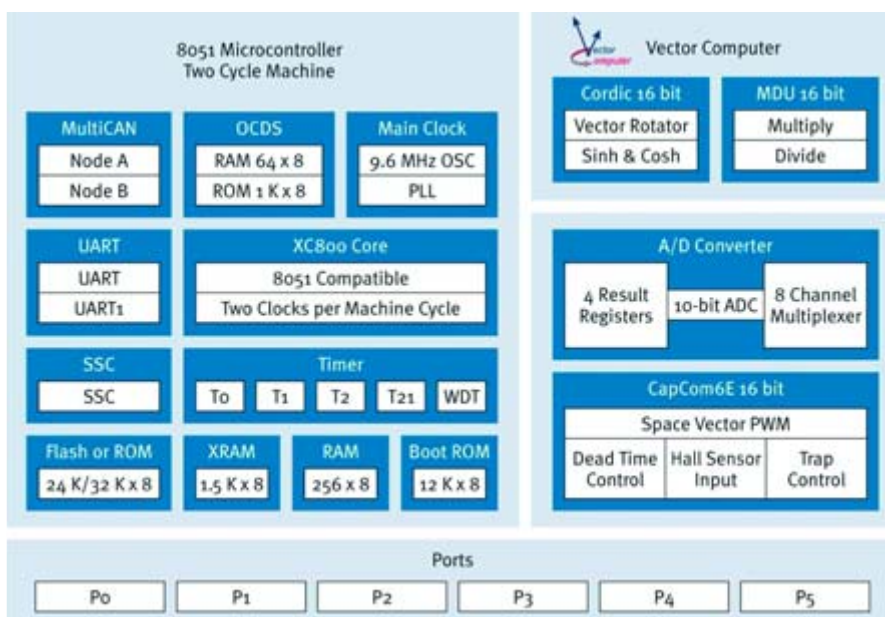 8051 Microcontroller
Two Cycle Machine
MultiCAN
Node A
Node B
OCDS
RAM 64 x 8
ROM 1 K x 8
Main Clock
9.6 MHz OSC
PLL
UART
UART
UART1
XC800 Core
8051 Compatible
Two Clocks per Machine Cycle
SSC
SSC
Timer
T0
T1
T2
T21
WDT
Flash or ROM
24 K/32 K x 8
XRAM
1.5 K x 8
RAM
256 x 8
Boot ROM
12 K x 8
Vector
Computer
Vector Computer
Cordic 16 bit
Vector Rotator
Sinh & Cosh
MDU 16 bit
Multiply
Divide
A/D Converter
4 Result
Registers
10-bit ADC
8 Channel
Multiplexer
CapCom6E 16 bit
Space Vector PWM
Dead Time
Control
Hall Sensor
Input
Trap
Control
Ports
P0
P1
P2
P3
P4
P5